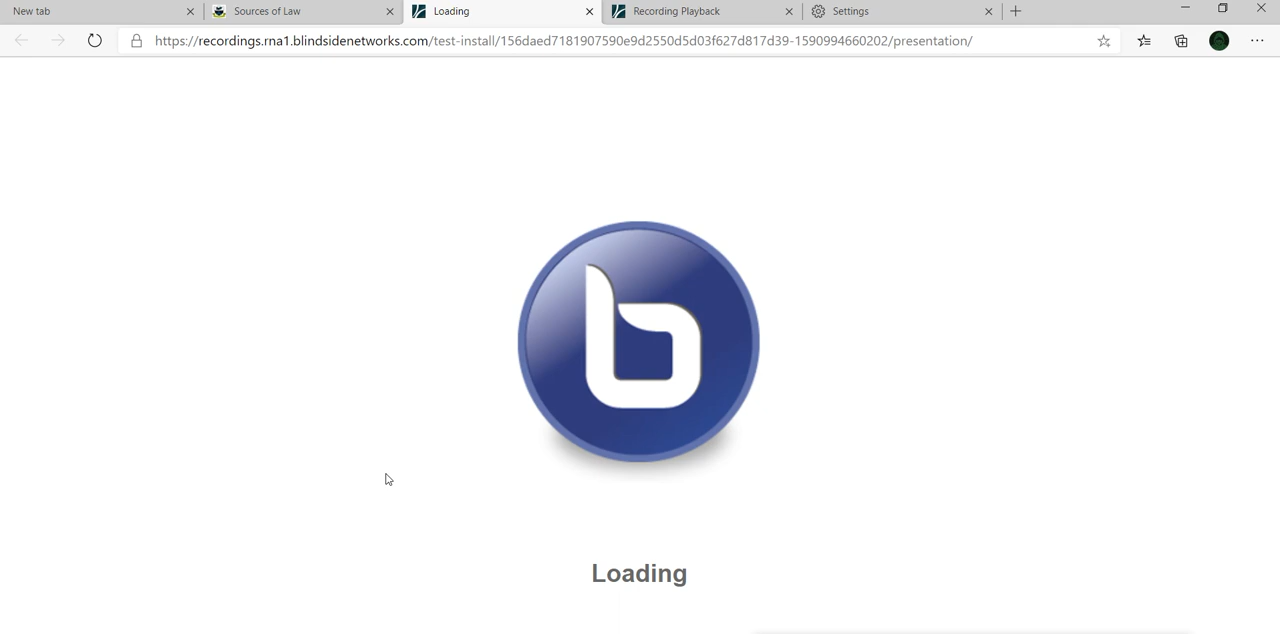 New tab
Sources of Law
Loading
Recording Playback
Settings
https://recordings.rna1.blindsidenetworks.com/test-install/156daed7181907590e9d2550d5d03f627d817d39-1590994660202/presentation/
b
Loading